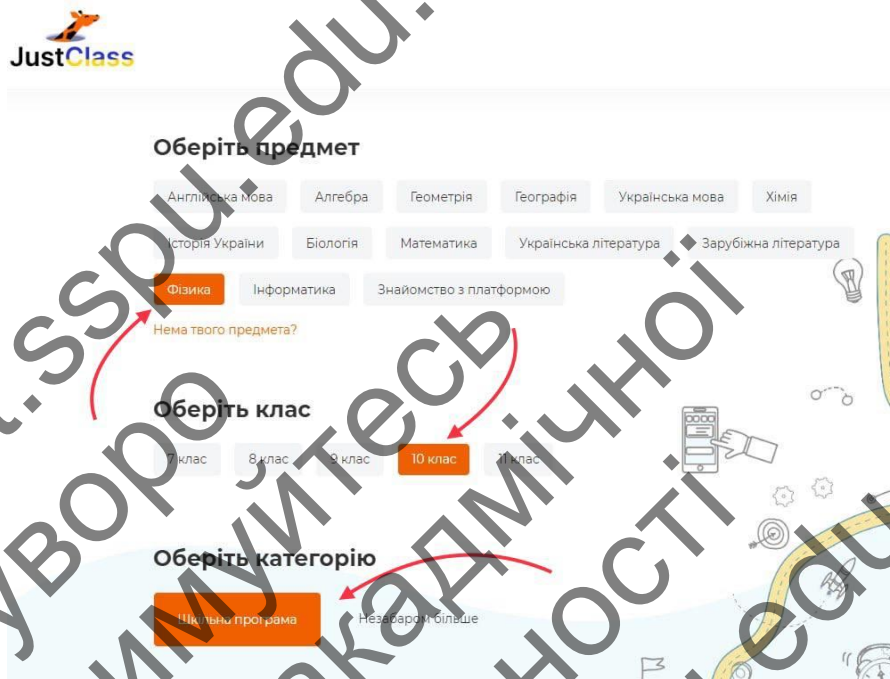 JustClass
Оберіть предмет
Англійська мова Алгебра Геометрія Географія Українська мова Хімія
Історія України Біологія Математика Українська література Зарубіжна література
Фізика Інформатика Знайомство з платформою
Нема твого предмета?
Оберіть клас
7 клас 8 клас 9 клас 10 клас 11 клас
Оберіть категорію
Шкільна програма Незабаром більше
sspu.edu.